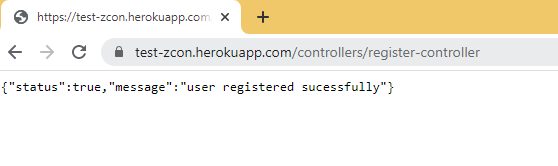 https://test-zcon.herokuapp.com
test-zcon.herokuapp.com/controllers/register-controller
{"status":true,"message":"user registered sucessfully"}